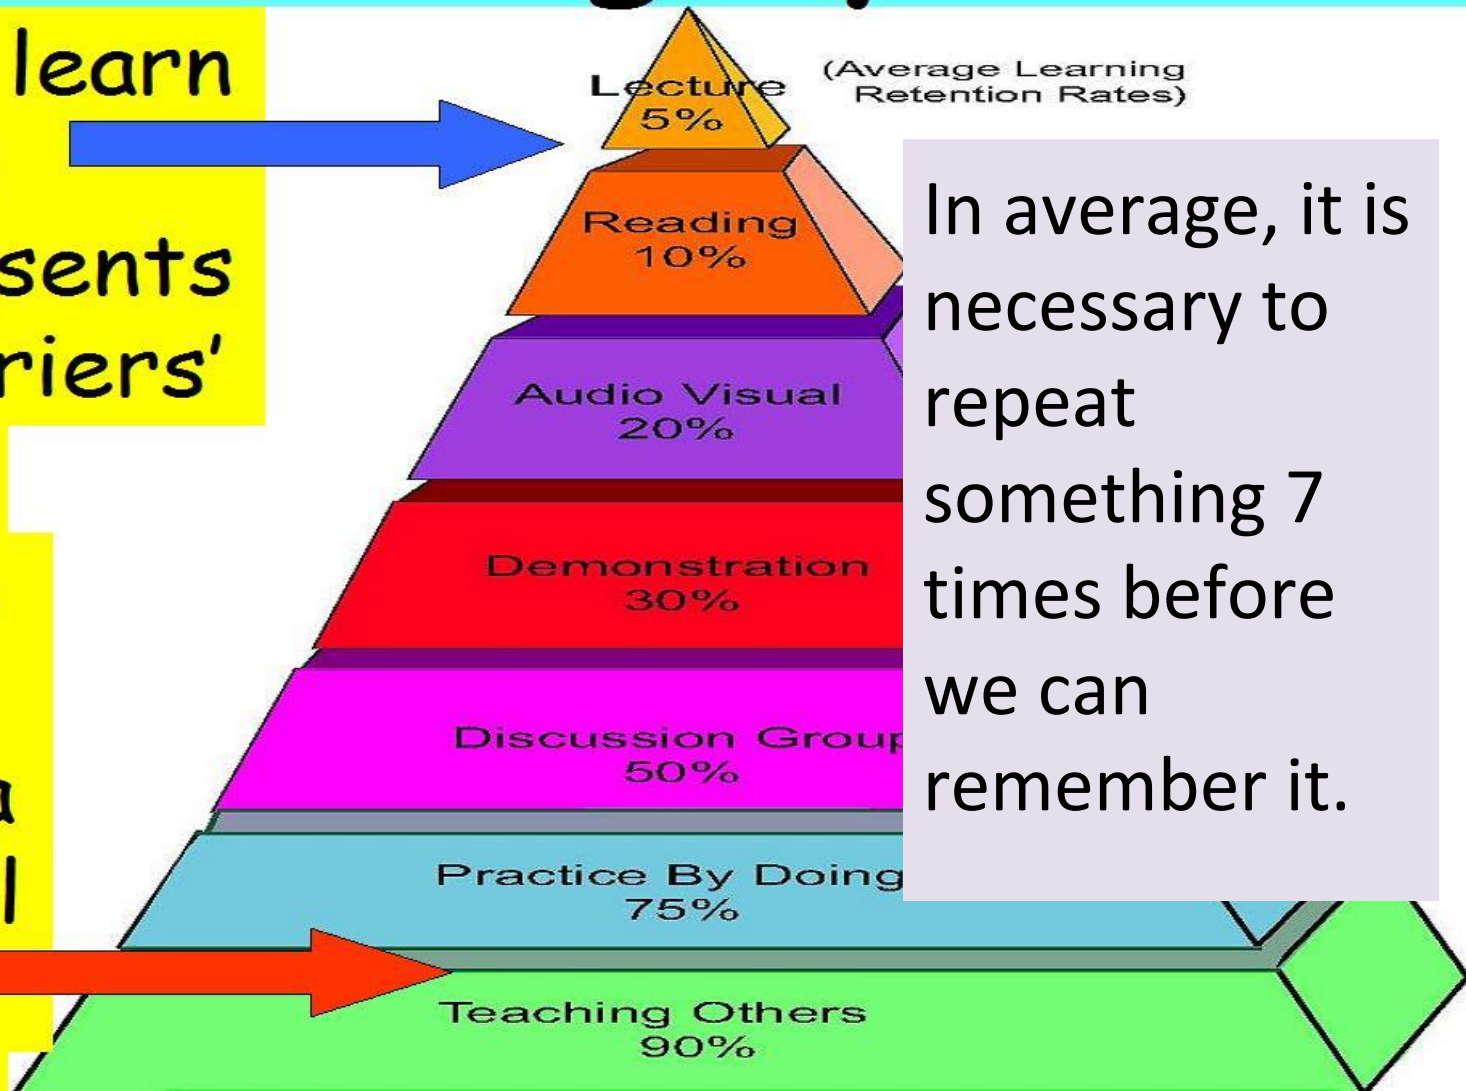 learn
Lecture
5%
(Average Learning
Retention Rates)
Reading
10%
riers’
Audio Visual
20%
Demonstration
30%
Discussion Group
50%
a
Practice By Doing
75%
Teaching Others
90%
In average, it is
necessary to
repeat
something 7
times before
we can
remember it.